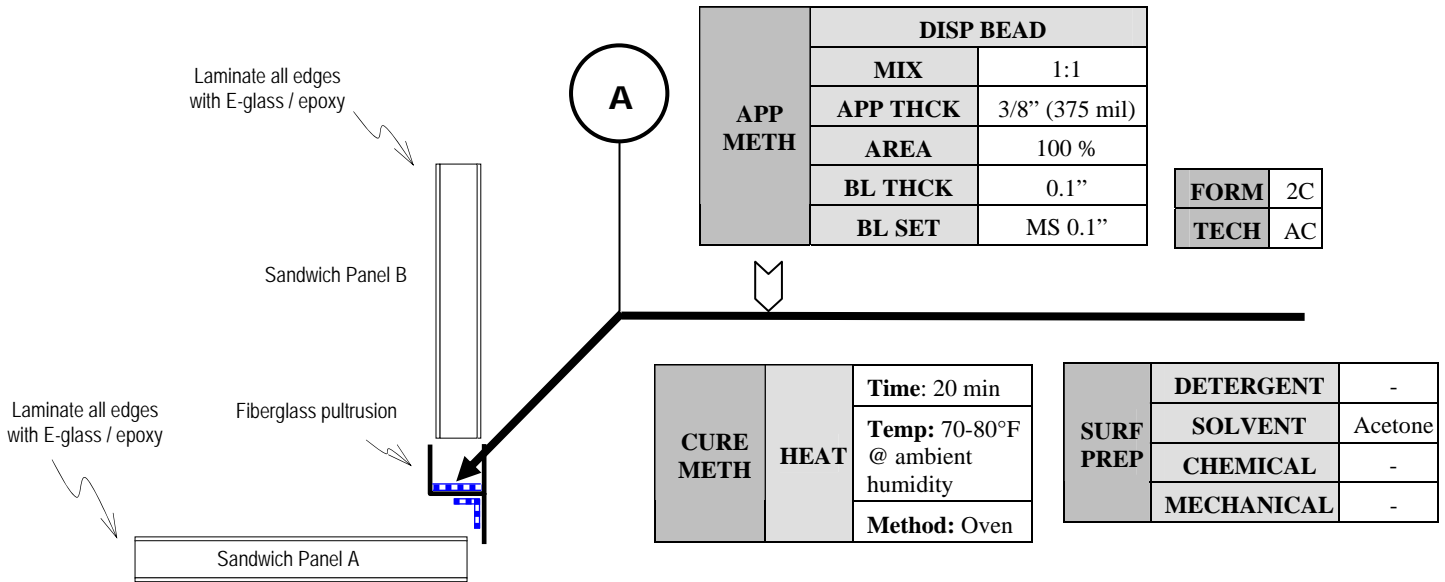 Laminate all edges
with E-glass / epoxy
A
Sandwich Panel B
Laminate all edges
with E-glass / epoxy
Fiberglass pultrusion
Sandwich Panel A
APP
METH
DISP BEAD
MIX 1:1
APP THCK 3/8” (375 mil)
AREA 100 %
BL THCK 0.1”
BL SET MS 0.1”
FORM 2C
TECH AC
CURE
METH
HEAT
Time: 20 min
Temp: 70-80°F
@ ambient
humidity
Method: Oven
SURF
PREP
DETERGENT -
SOLVENT Acetone
CHEMICAL -
MECHANICAL -